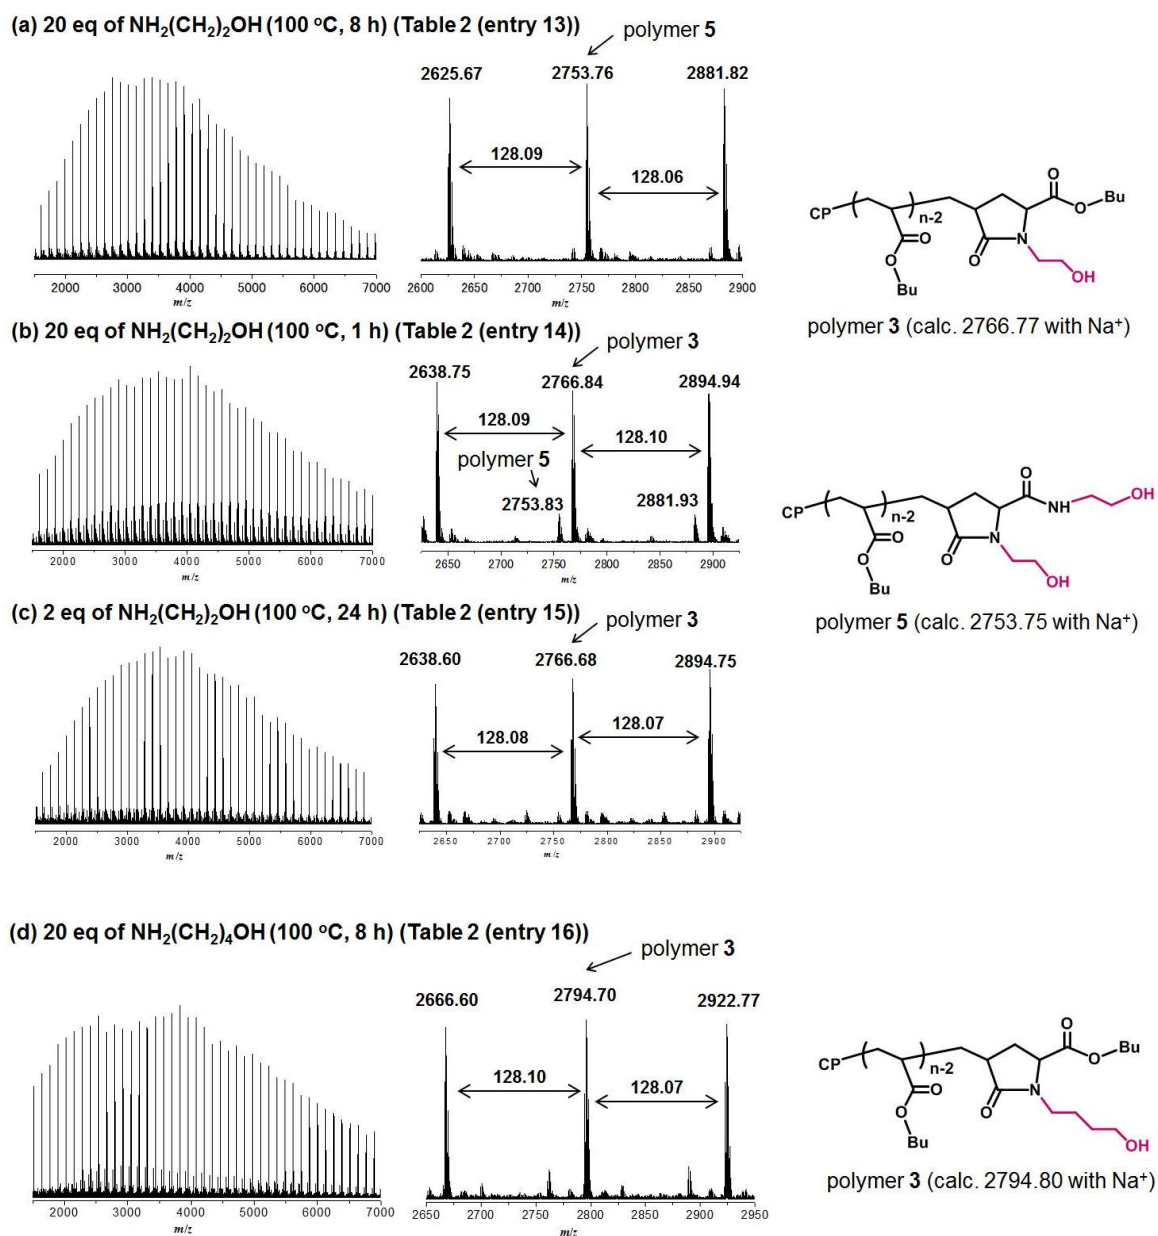 (a) 20 eq of NH2(CH2)2OH (100 °C, 8 h) (Table 2 (entry 13))
polymer 5
2625.67 2753.76 2881.82
128.09 128.06
2000 3000 4000 5000 6000 7000
m/z
2600 2650 2700 2750 2800 2850 2900
m/z
CP n-2 O O Bu O O Bu O N OH
polymer 3 (calc. 2766.77 with Na+)
(b) 20 eq of NH2(CH2)2OH (100 °C, 1 h) (Table 2 (entry 14))
polymer 3
2638.75 2766.84 2894.94
128.09 128.10
polymer 5
2753.83 2881.93
2000 3000 4000 5000 6000 7000
m/z
2650 2700 2750 2800 2850 2900
m/z
CP n-2 O O Bu O NH OH O N OH
polymer 5 (calc. 2753.75 with Na+)
(c) 2 eq of NH2(CH2)2OH (100 °C, 24 h) (Table 2 (entry 15))
polymer 3
2638.60 2766.68 2894.75
128.08 128.07
2000 3000 4000 5000 6000 7000
m/z
2650 2700 2750 2800 2850 2900
m/z
(d) 20 eq of NH2(CH2)4OH (100 °C, 8 h) (Table 2 (entry 16))
polymer 3
2666.60 2794.70 2922.77
128.10 128.07
2000 3000 4000 5000 6000 7000
m/z
2650 2700 2750 2800 2850 2900 2950
m/z
CP n-2 O O Bu O O Bu O N OH
polymer 3 (calc. 2794.80 with Na+)